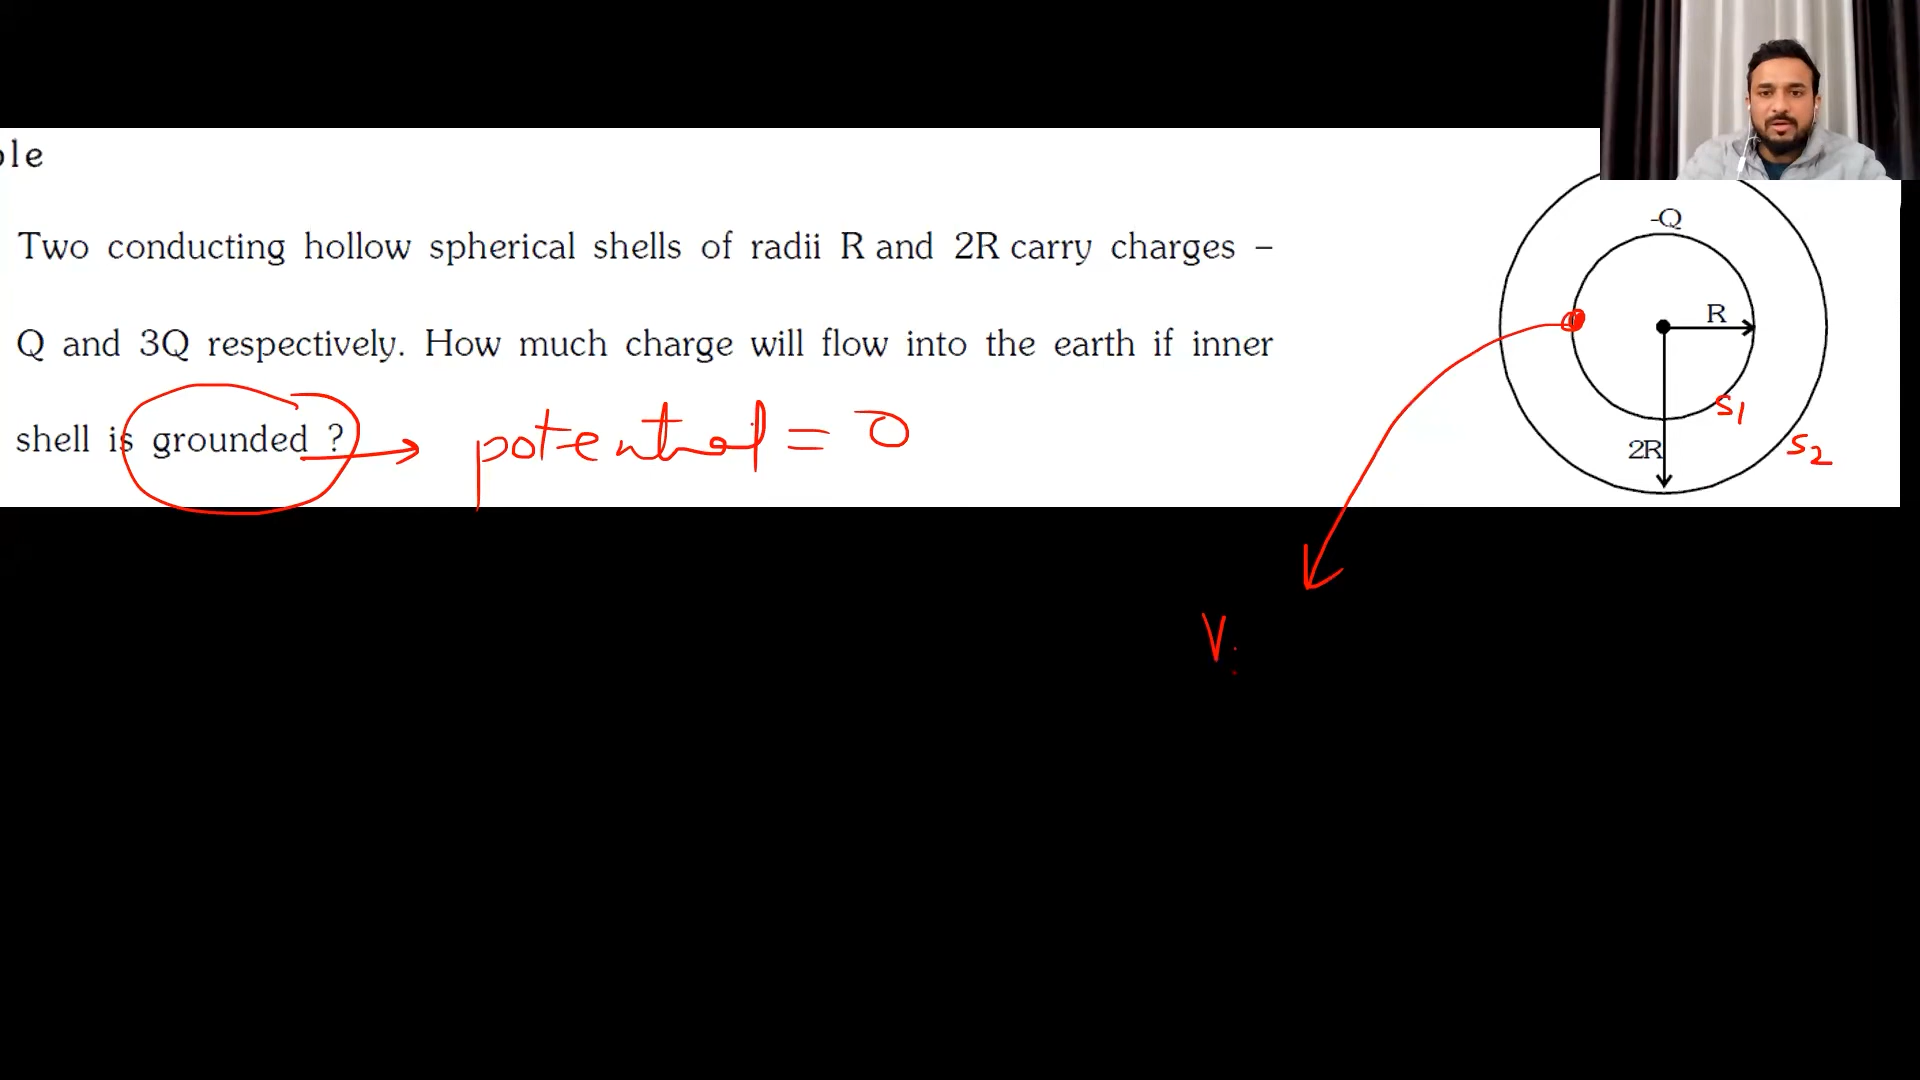 ole
Two conducting hollow spherical shells of radii R and 2R carry charges –
Q and 3Q respectively. How much charge will flow into the earth if inner
shell is grounded ?
potential = 0
-Q
R
2R
S1
S2
V